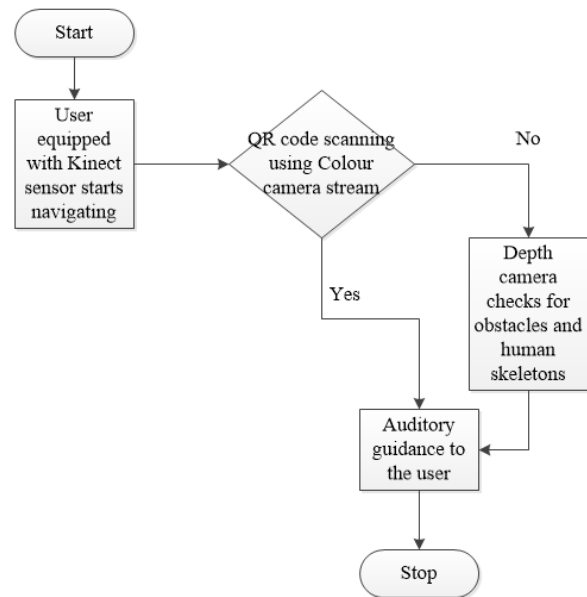 Start
User
equipped
with Kinect
sensor starts
navigating
QR code scanning
using Colour
camera stream
No
Yes
Depth
camera
checks for
obstacles and
human
skeletons
Auditory
guidance to
the user
Stop